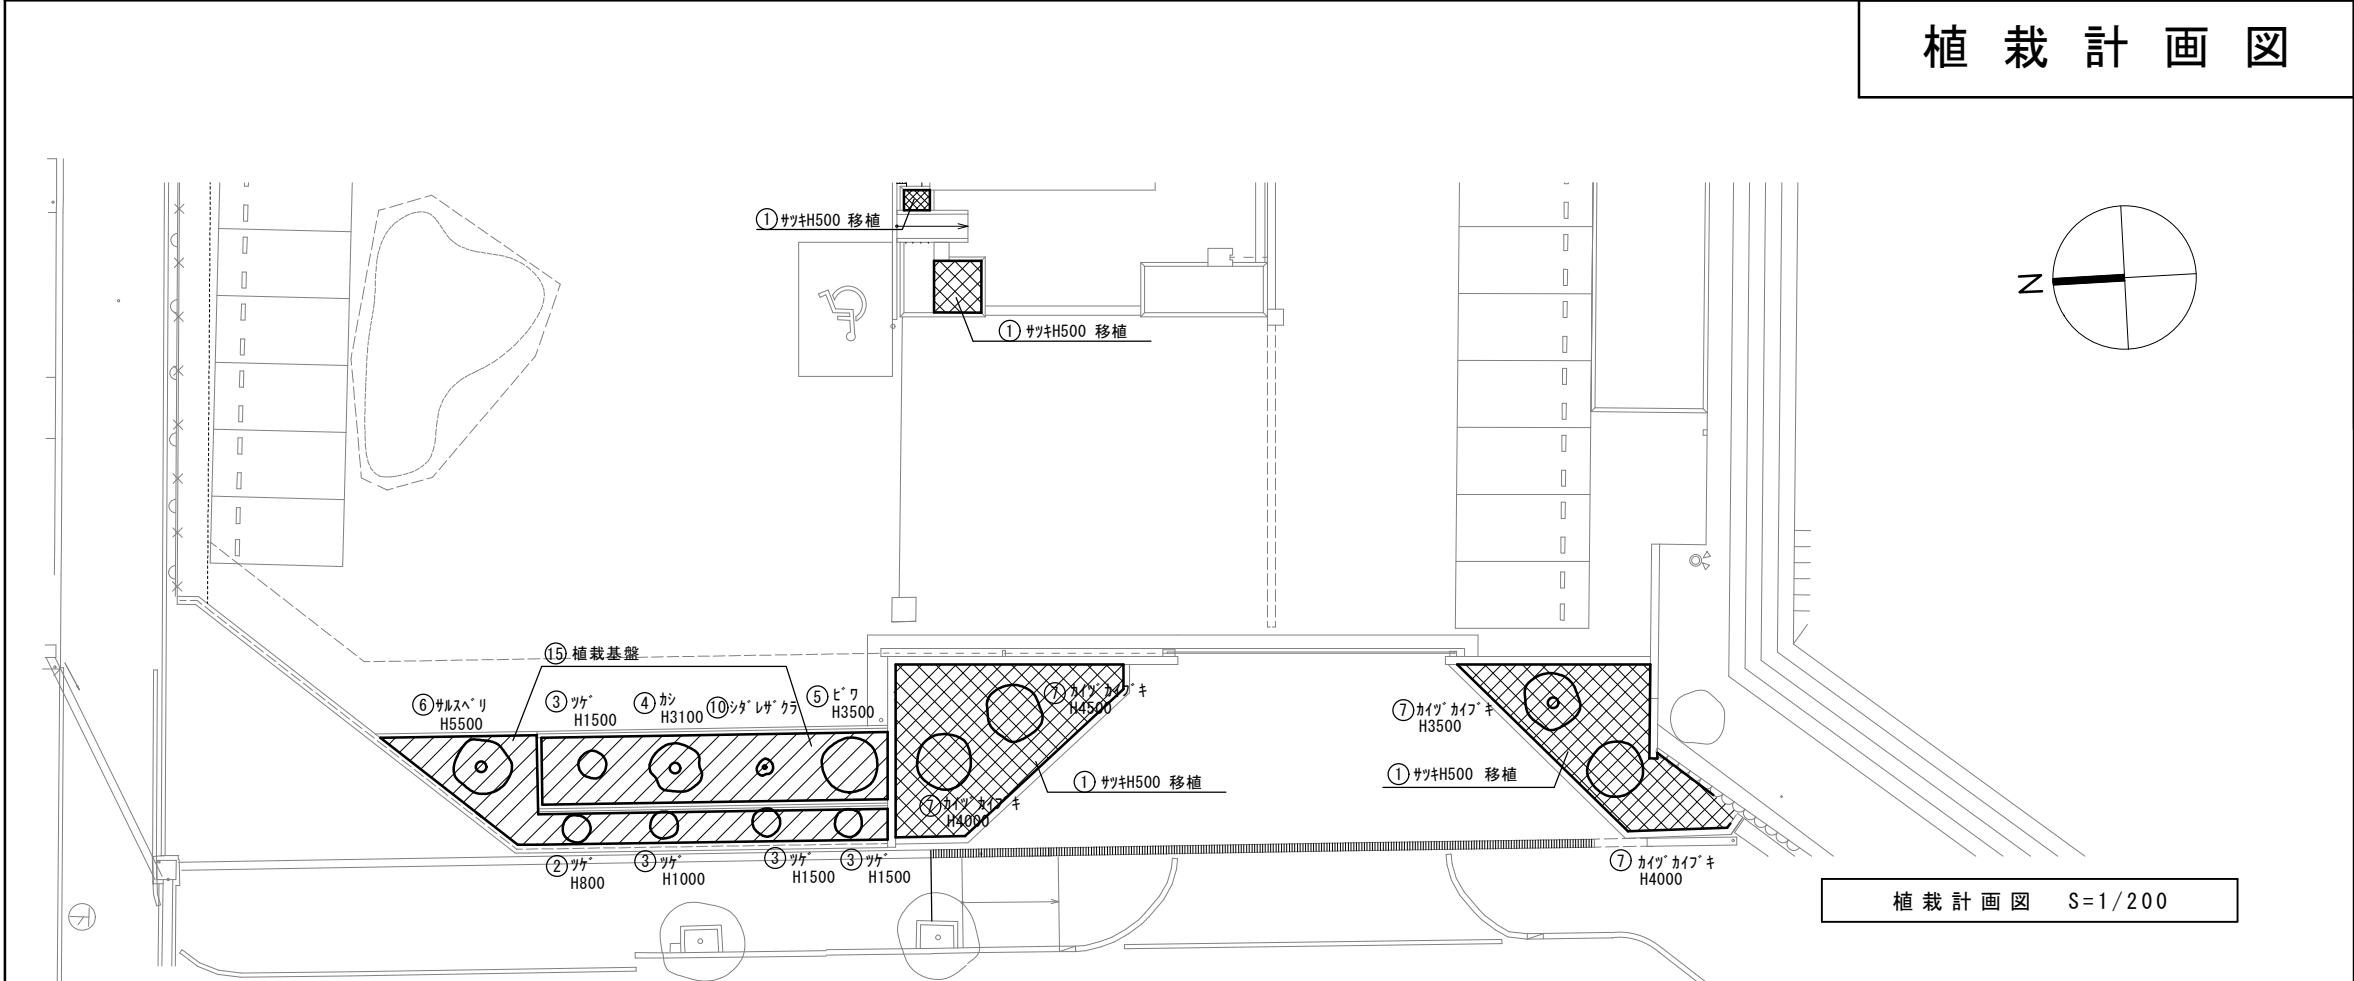 植栽計画図
①ｻﾂｷH500 移植
N
①ｻﾂｷH500 移植
⑮植栽基盤
⑥ｻﾙｽﾍﾞﾘ
H5500
③ﾂｹﾞ
H1500
④ｶｼ
H3100
⑩ｼﾀﾞﾚｻﾞｸﾗ
⑤ﾋﾞﾜ
H3500
⑦ｶｲﾂﾞｶｲﾌﾞｷ
H4500
⑦ｶｲﾂﾞｶｲﾌﾞｷ
H3500
①ｻﾂｷH500 移植
①ｻﾂｷH500 移植
⑦ｶｲﾂﾞｶｲﾌﾞｷ
H4000
②ﾂｹﾞ
H800
③ﾂｹﾞ
H1000
③ﾂｹﾞ
H1500
③ﾂｹﾞ
H1500
⑦ｶｲﾂﾞｶｲﾌﾞｷ
H4000
植栽計画図 S=1/200